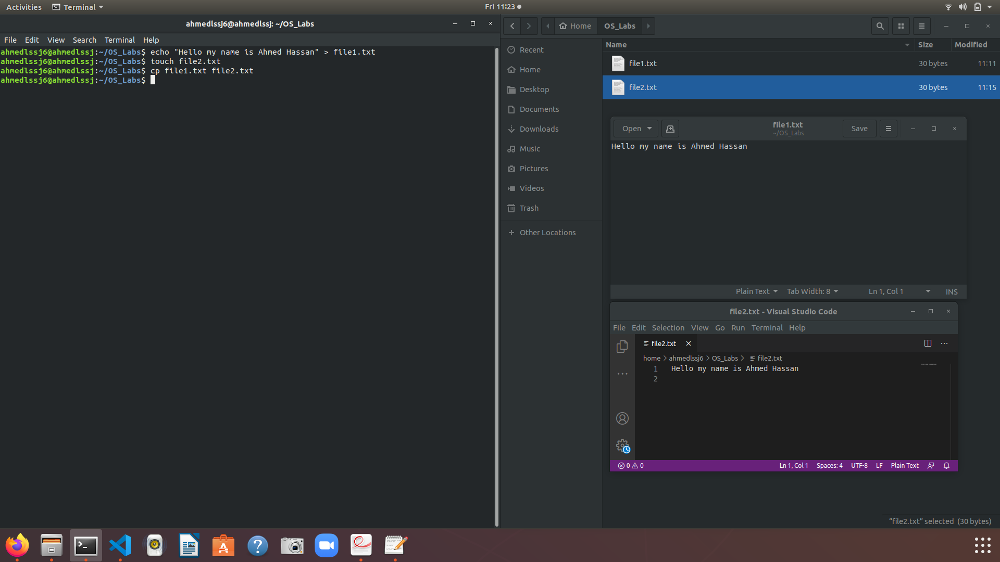 Activities Terminal Fri 11:23
ahmedlssj6@ahmedlssj: ~/OS_Labs
File Edit View Search Terminal Help
ahmedlssj6@ahmedlssj:~/OS_Labs$ echo "Hello my name is Ahmed Hassan" > file1.txt
ahmedlssj6@ahmedlssj:~/OS_Labs$ touch file2.txt
ahmedlssj6@ahmedlssj:~/OS_Labs$ cp file1.txt file2.txt
ahmedlssj6@ahmedlssj:~/OS_Labs$
Home OS_Labs
Recent
Home
Desktop
Documents
Downloads
Music
Pictures
Videos
Trash
Other Locations
Name Size Modified
file1.txt 30 bytes 11:11
file2.txt 30 bytes 11:15
Open file1.txt Save
~/OS_Labs
Hello my name is Ahmed Hassan
Plain Text Tab Width: 8 Ln 1, Col 1 INS
file2.txt - Visual Studio Code
File Edit Selection View Go Run Terminal Help
file2.txt
home > ahmedlssj6 > OS_Labs > file2.txt
1 Hello my name is Ahmed Hassan
2
0 0 Ln 1, Col 1 Spaces: 4 UTF-8 LF Plain Text
“file2.txt” selected (30 bytes)